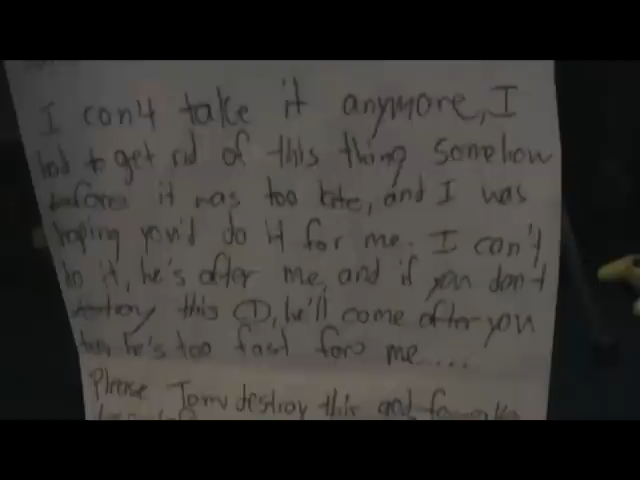 I can't take it anymore, I
had to get rid of this thing somehow
before it was too late, and I was
hoping you'd do it for me. I can't
do it, he's after me, and if you don't
destroy this CD, he'll come after you
he's too fast for me....
Please Tom destroy this and